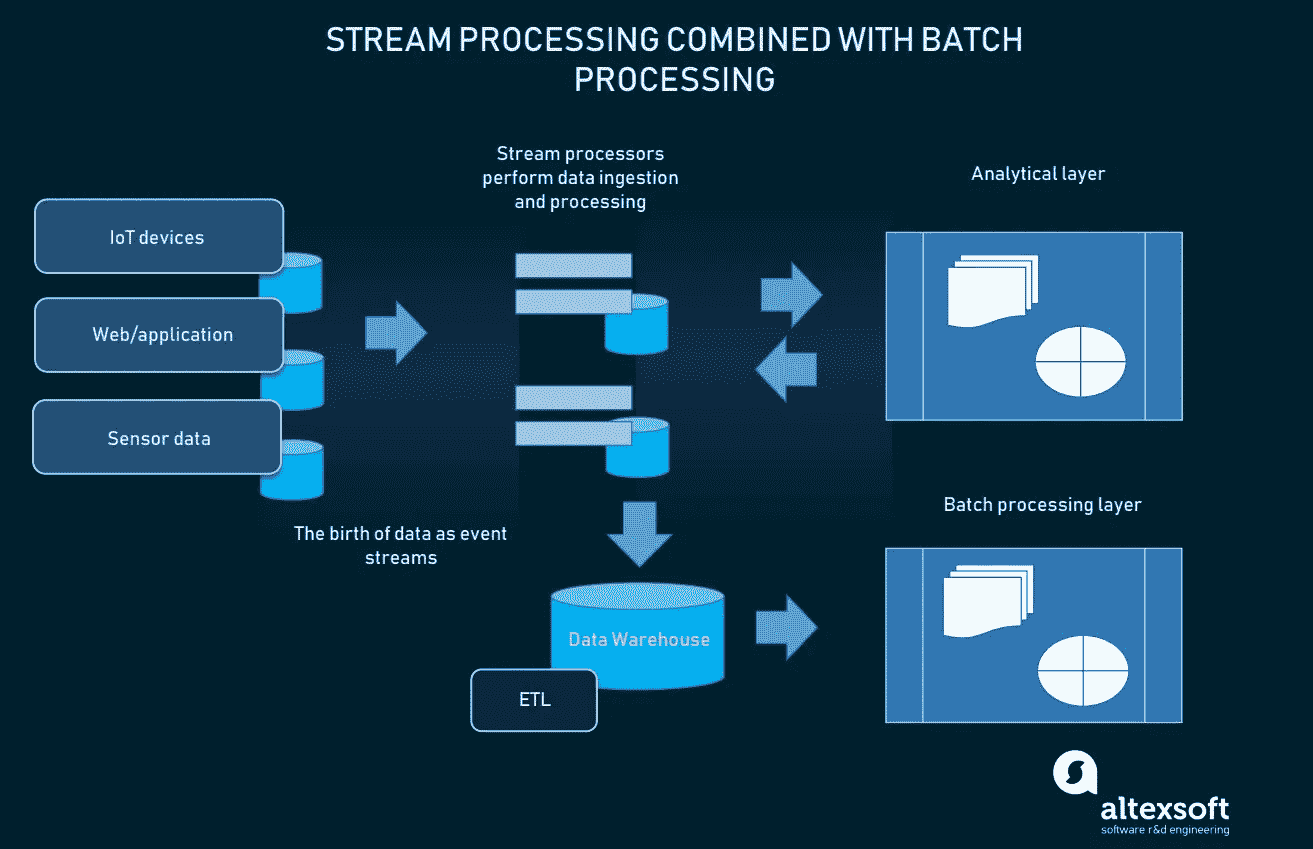 STREAM PROCESSING COMBINED WITH BATCH
PROCESSING
Stream processors
perform data ingestion
and processing
Analytical layer
IoT devices
Web/application
Sensor data
The birth of data as event
streams
Batch processing layer
Data Warehouse
ETL
altexsoft
software r&d engineering